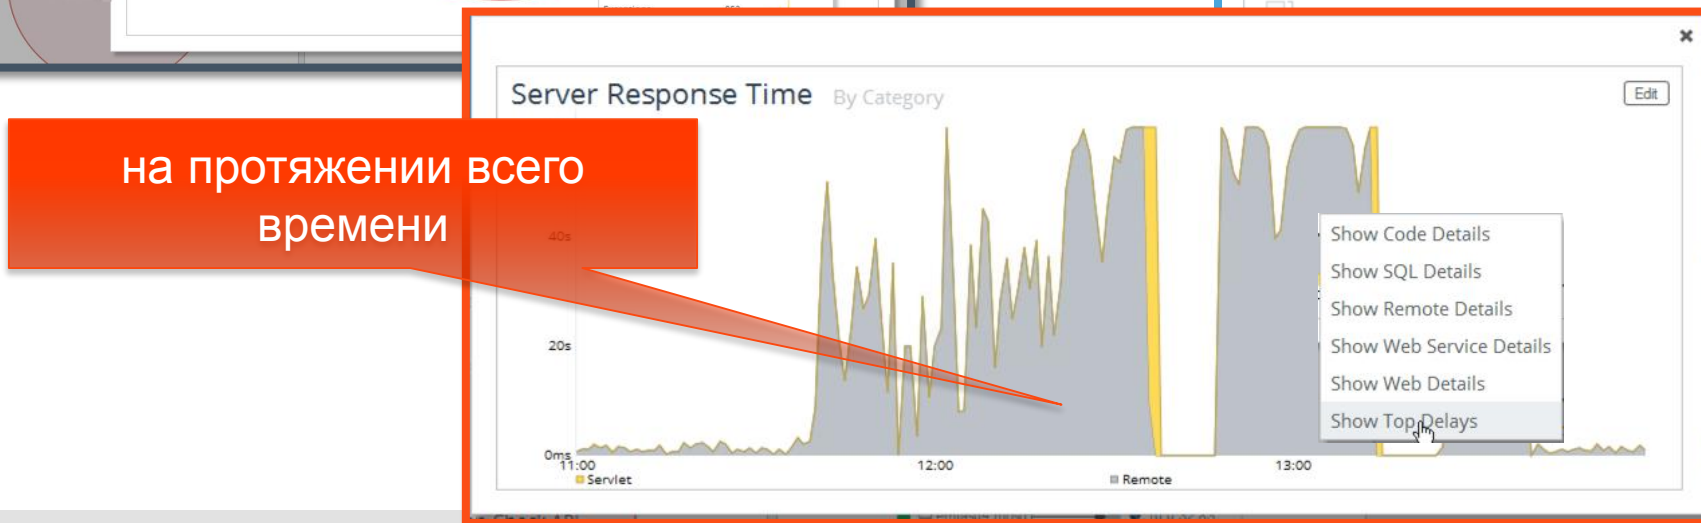 Server Response Time By Category
Edit
на протяжении всего
времени
40s
20s
0ms
11:00
12:00
13:00
Servlet
Remote
Show Code Details
Show SQL Details
Show Remote Details
Show Web Service Details
Show Web Details
Show Top Delays